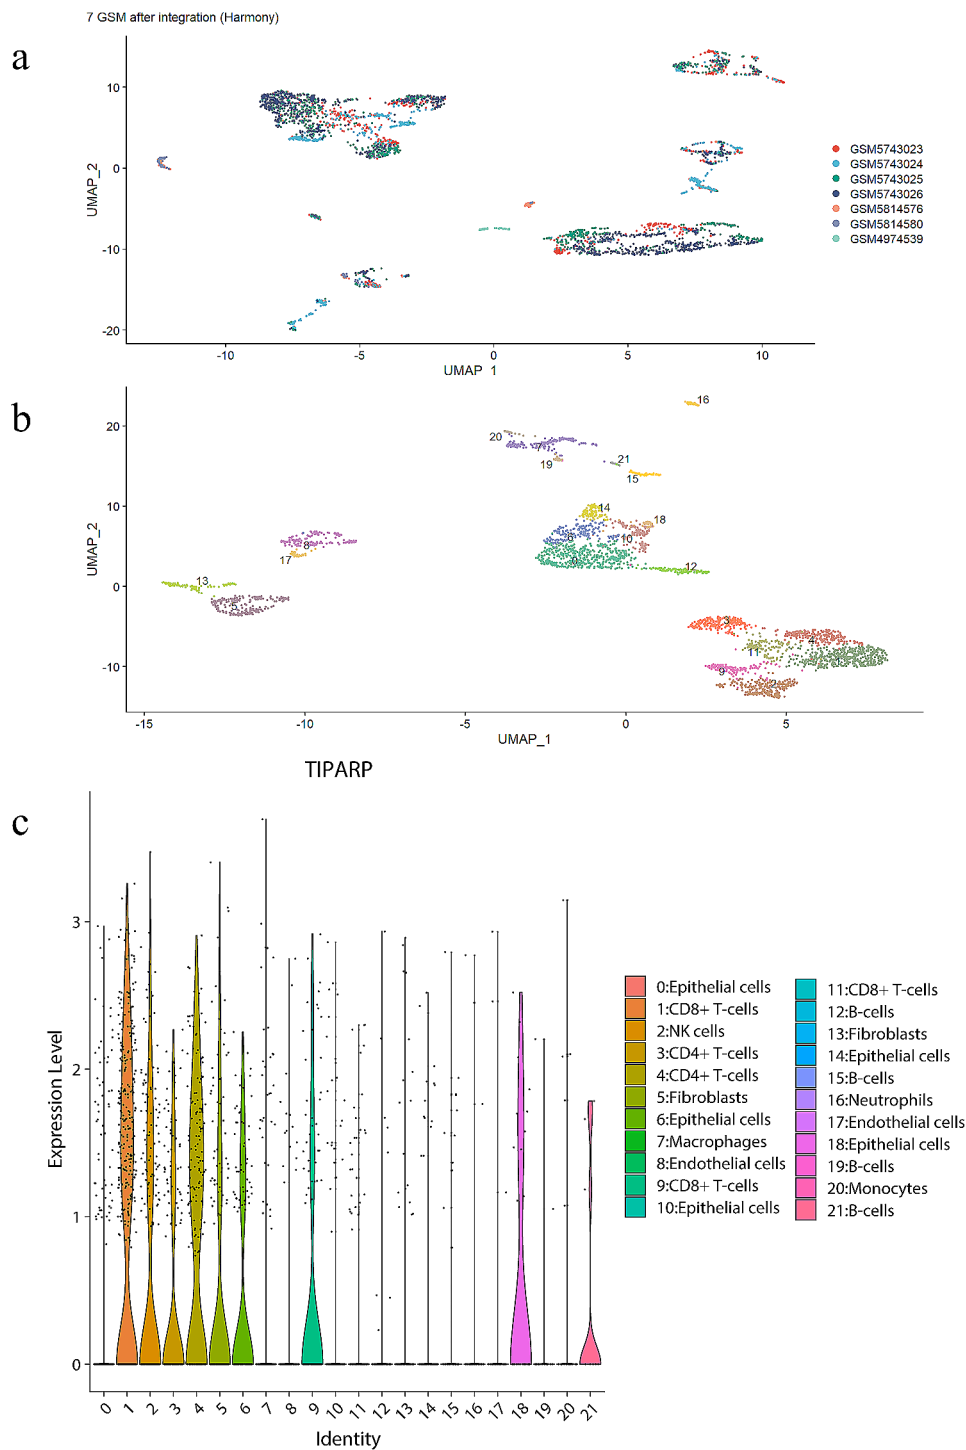 7 GSM after integration (Harmony)
a
10
0
-10
-20
UMAP_2
-10
-5
0
5
10
UMAP_1
GSM5743023
GSM5743024
GSM5743025
GSM5743026
GSM5814576
GSM5814580
GSM4974539
b
20
10
0
-10
UMAP_2
16
20
7
19
21
15
14
18
6
10
0
12
8
17
13
5
3
4
11
1
9
2
-15
-10
-5
0
5
UMAP_1
TIPARP
c
Expression Level
3
2
1
0
0
1
2
3
4
5
6
7
8
9
10
11
12
13
14
15
16
17
18
19
20
21
Identity
0:Epithelial cells
1:CD8+ T-cells
2:NK cells
3:CD4+ T-cells
4:CD4+ T-cells
5:Fibroblasts
6:Epithelial cells
7:Macrophages
8:Endothelial cells
9:CD8+ T-cells
10:Epithelial cells
11:CD8+ T-cells
12:B-cells
13:Fibroblasts
14:Epithelial cells
15:B-cells
16:Neutrophils
17:Endothelial cells
18:Epithelial cells
19:B-cells
20:Monocytes
21:B-cells